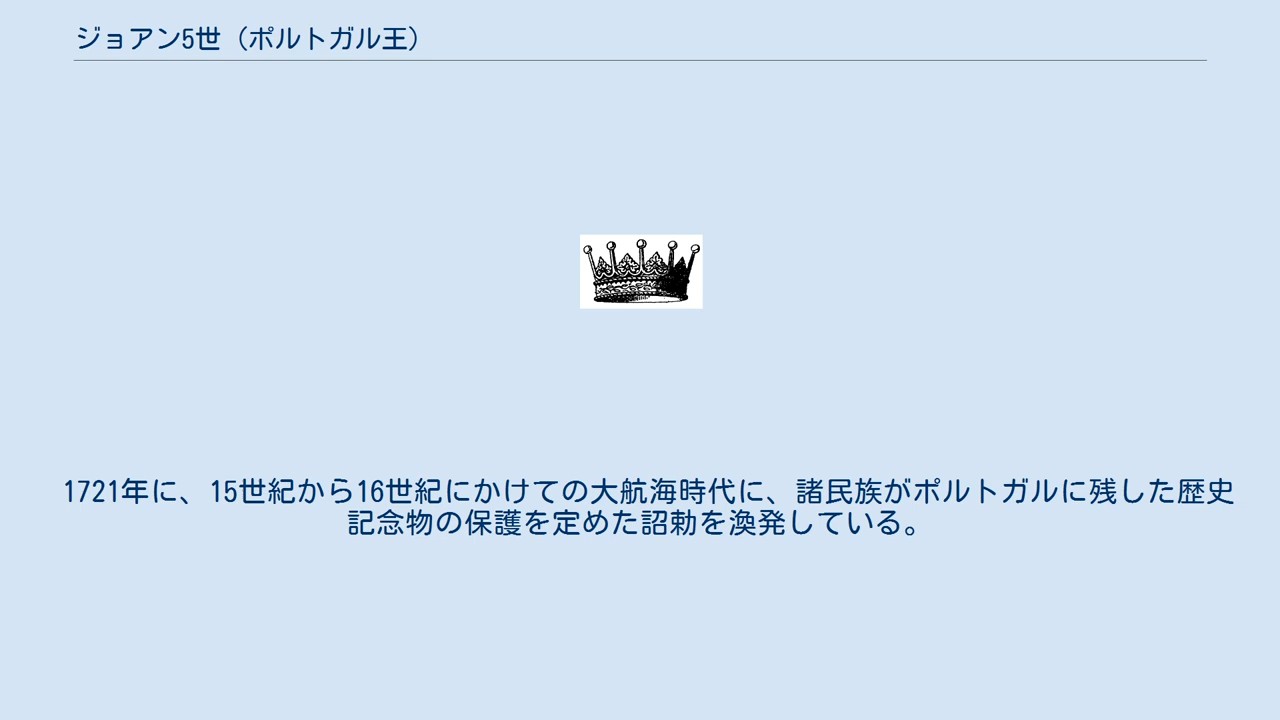 ジョアン5世（ポルトガル王）
1721年に、15世紀から16世紀にかけての大航海時代に、諸民族がポルトガルに残した歴史
記念物の保護を定めた詔勅を渙発している。